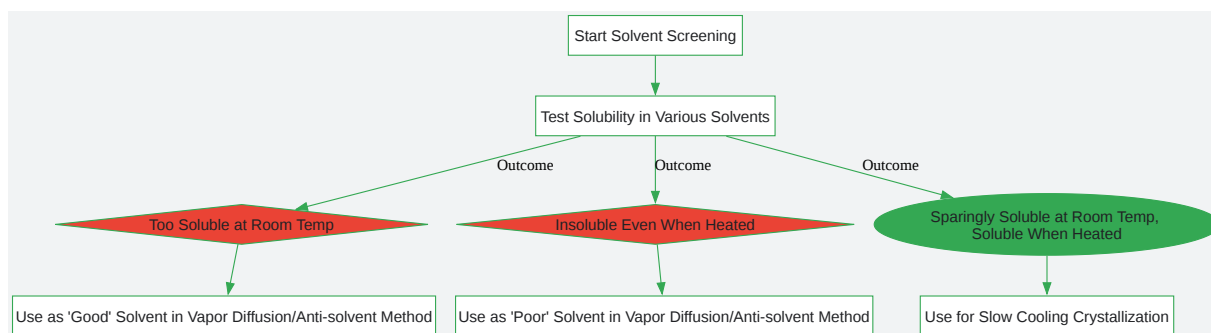 Start Solvent Screening
Test Solubility in Various Solvents
Outcome
Outcome
Outcome
Too Soluble at Room Temp
Insoluble Even When Heated
Sparingly Soluble at Room Temp,
Soluble When Heated
Use as 'Good' Solvent in Vapor Diffusion/Anti-solvent Method
Use as 'Poor' Solvent in Vapor Diffusion/Anti-solvent Method
Use for Slow Cooling Crystallization